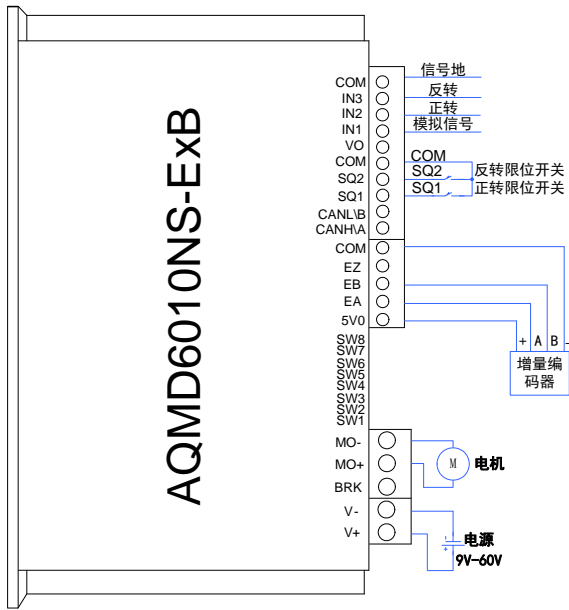 AQMD6010NS-ExB
COM
IN3
IN2
IN1
VO
COM
SQ2
SQ1
CANL\B
CANH\A
COM
EZ
EB
EA
5V0
SW8
SW7
SW6
SW5
SW4
SW3
SW2
SW1
MO-
MO+
BRK
V-
V+
信号地
反转
正转
模拟信号
COM
SQ2 反转限位开关
SQ1 正转限位开关
+ A B -
增量编
码器
M 电机
电源
9V-60V